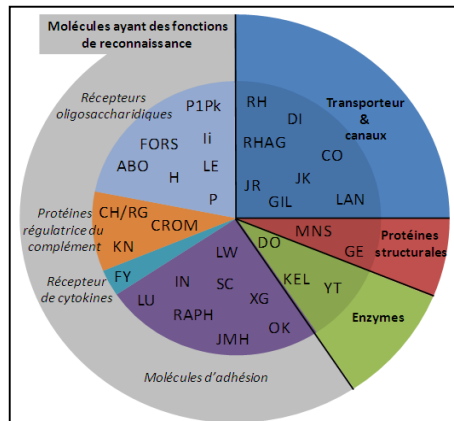 Molécules ayant des fonctions
de reconnaissance
Récepteurs
oligosaccharidiques
P1Pk
FORS
Ii
ABO
H
LE
P
RH
DI
RHAG
CO
JR
JK
GIL
LAN
Transporteur &
canaux
Protéines
régulatrice du
complément
CH/RG
CROM
KN
Récepteur
de cytokines
FY
MNS
GE
Protéines
structurales
DO
KEL
YT
Enzymes
LW
IN
SC
LU
XG
RAPH
OK
JMH
Molécules d'adhésion